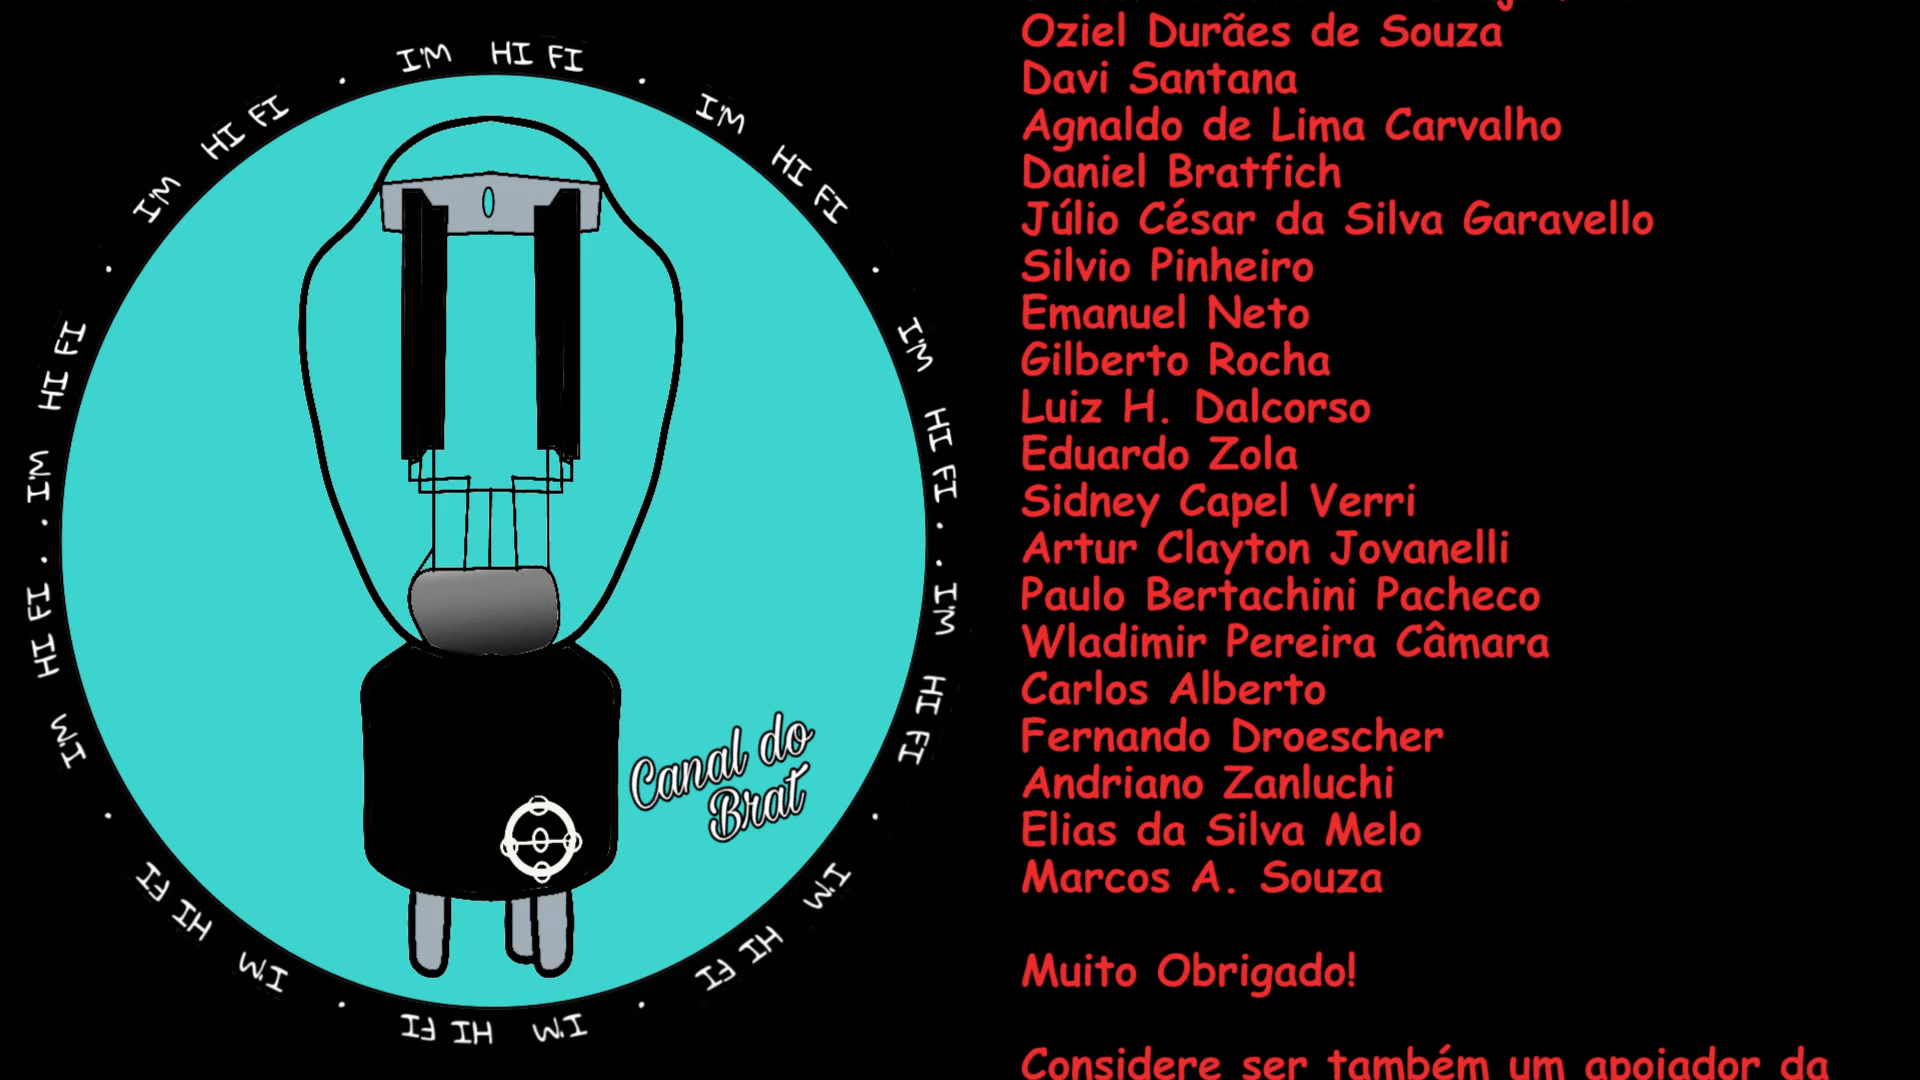 I'M HI FI . I'M HI FI . I'M HI FI . I'M HI FI . I'M HI FI . I'M HI FI . I'M HI FI . I'M HI FI .
Canal do
Brat
Oziel Durães de Souza
Davi Santana
Agnaldo de Lima Carvalho
Daniel Bratfich
Júlio César da Silva Garavello
Silvio Pinheiro
Emanuel Neto
Gilberto Rocha
Luiz H. Dalcorso
Eduardo Zola
Sidney Capel Verri
Artur Clayton Jovanelli
Paulo Bertachini Pacheco
Wladimir Pereira Câmara
Carlos Alberto
Fernando Droescher
Andriano Zanluchi
Elias da Silva Melo
Marcos A. Souza
Muito Obrigado!
Considere ser também um apoiador da